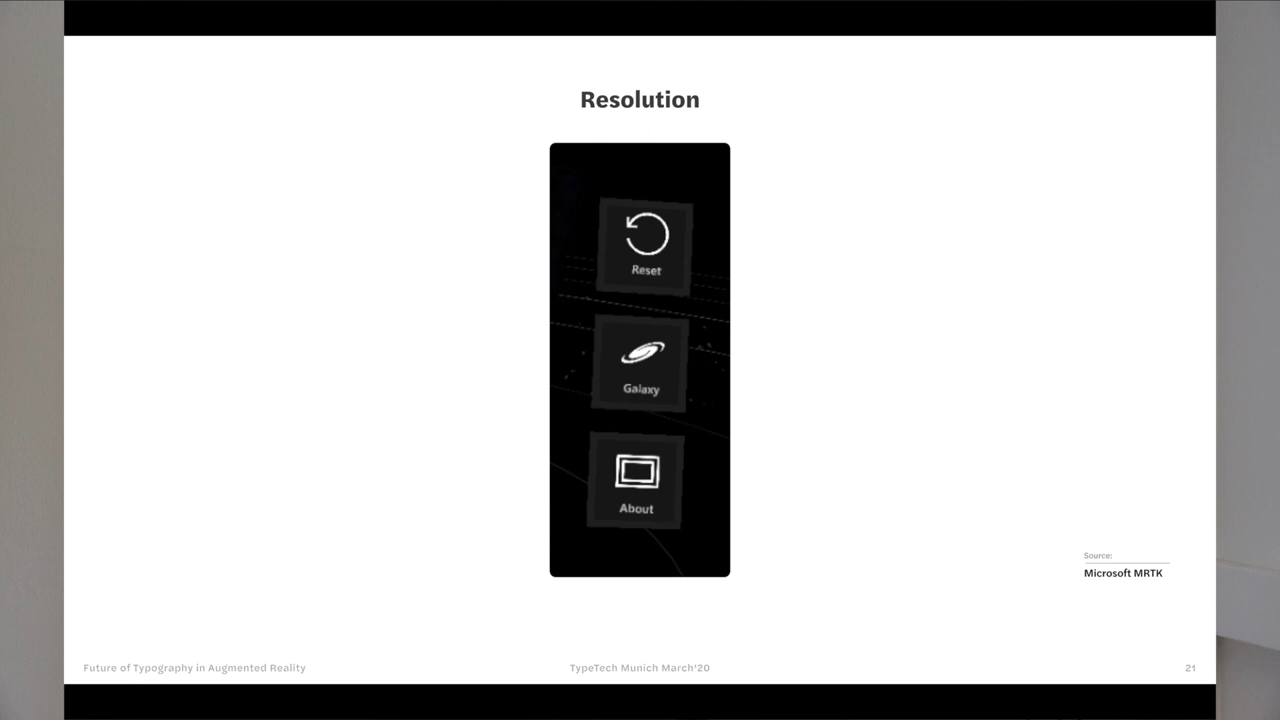 Resolution
Reset
Galaxy
About
Source:
Microsoft MRTK
Future of Typography in Augmented Reality
TypeTech Munich March'20
21